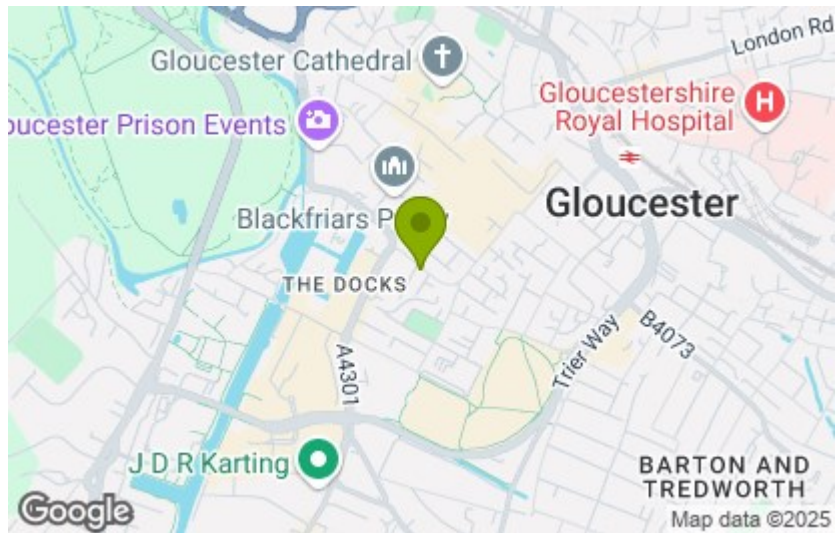 London Rd
Gloucester Cathedral
Gloucestershire
Royal Hospital
oucester Prison Events
Gloucester
Blackfriars P
THE DOCKS
A4301
Trier Way
B4073
J D R Karting
BARTON AND
TREDWORTH
Google
Map data ©2025